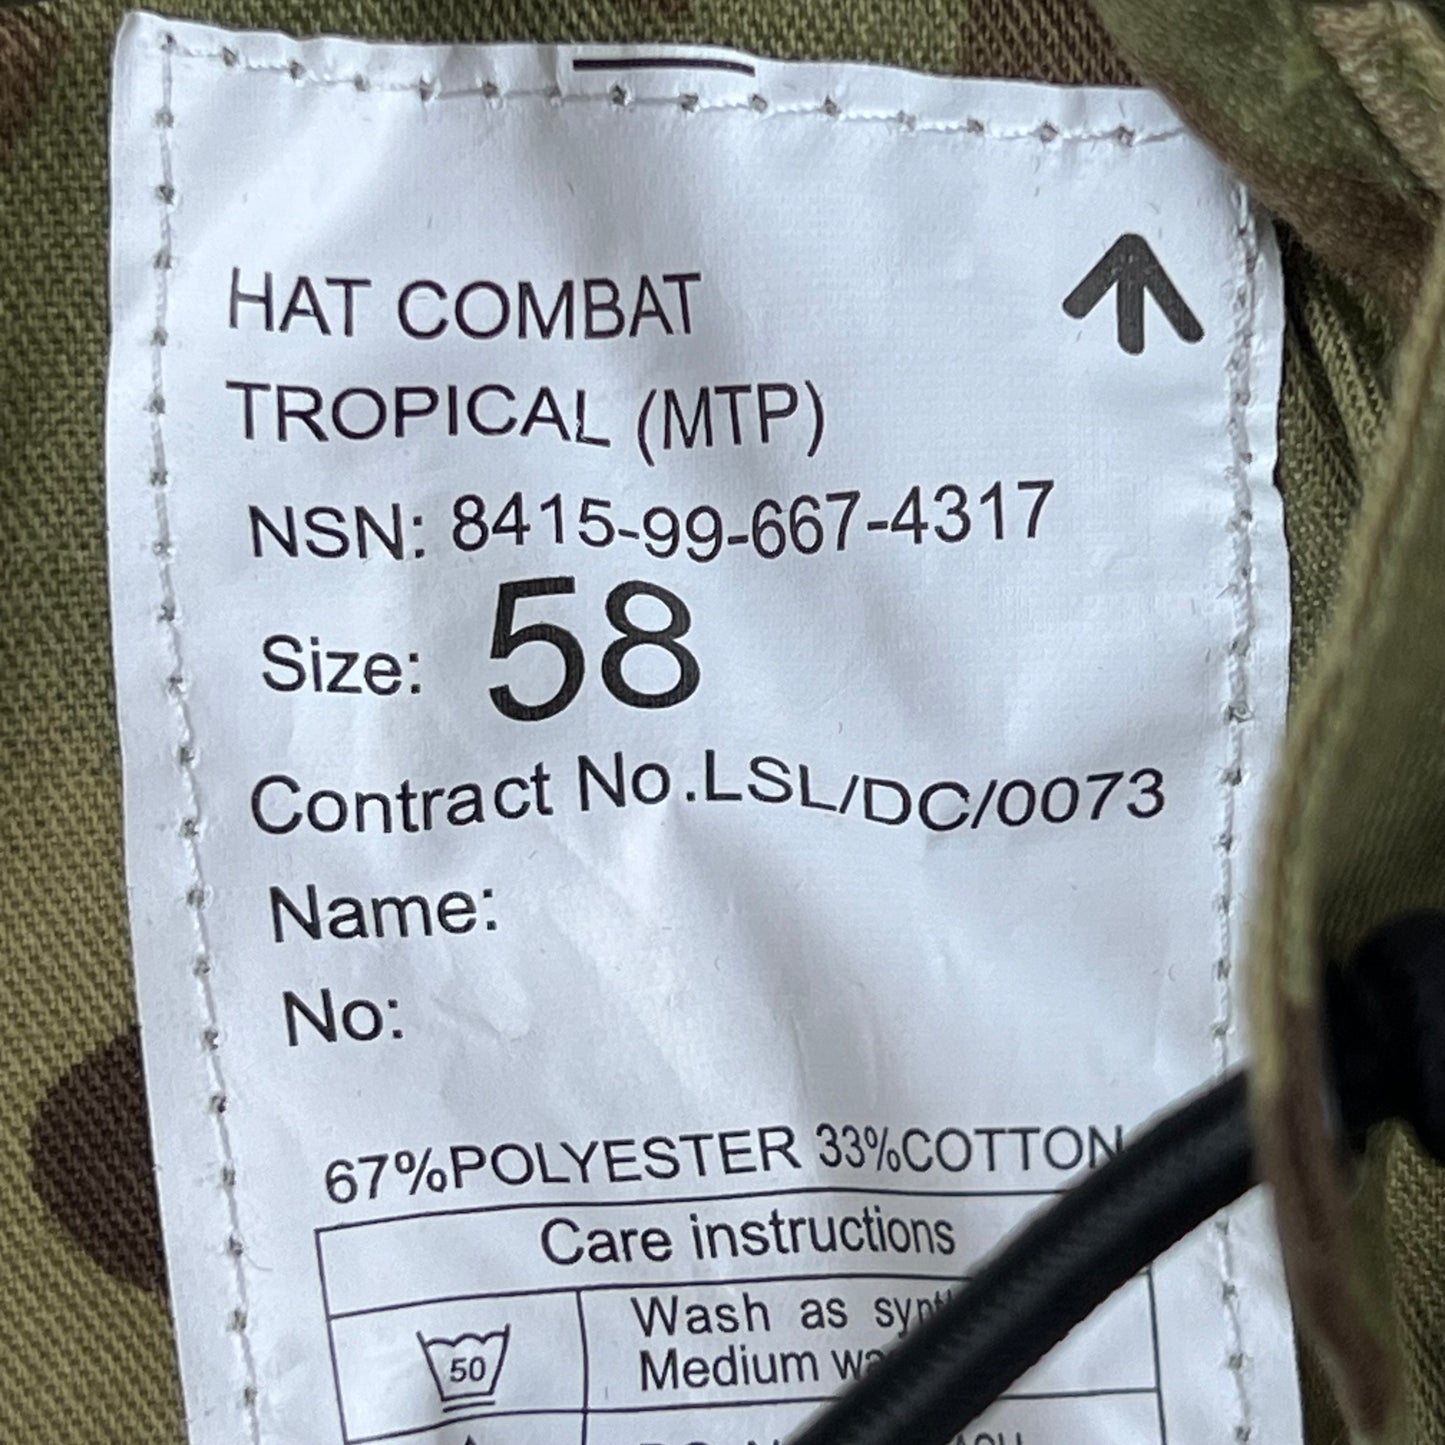 HAT COMBAT
TROPICAL (MTP)
NSN: 8415-99-667-4317
Size: 58
Contract No.LSL/DC/0073
Name:
No:
67%POLYESTER 33%COTTON
Care instructions
50
Wash as
Medium